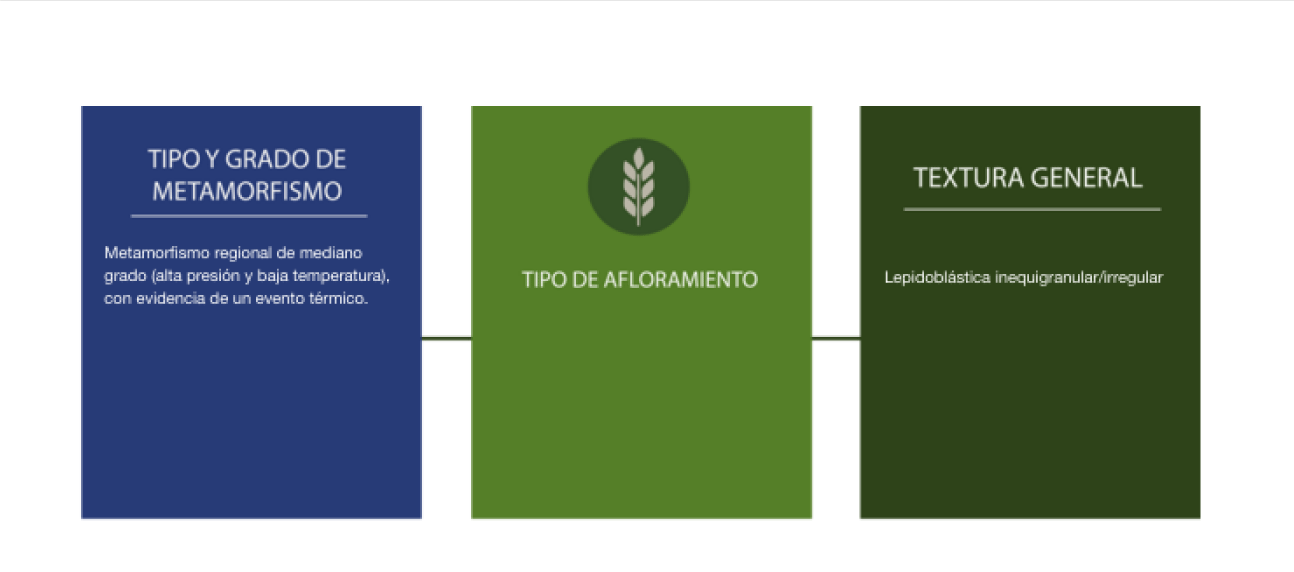 TIPO Y GRADO DE
METAMORFISMO
Metamorfismo regional de mediano
grado (alta presión y baja temperatura),
con evidencia de un evento térmico.
TIPO DE AFLORAMIENTO
TEXTURA GENERAL
Lepidoblástica inequigranular/irregular